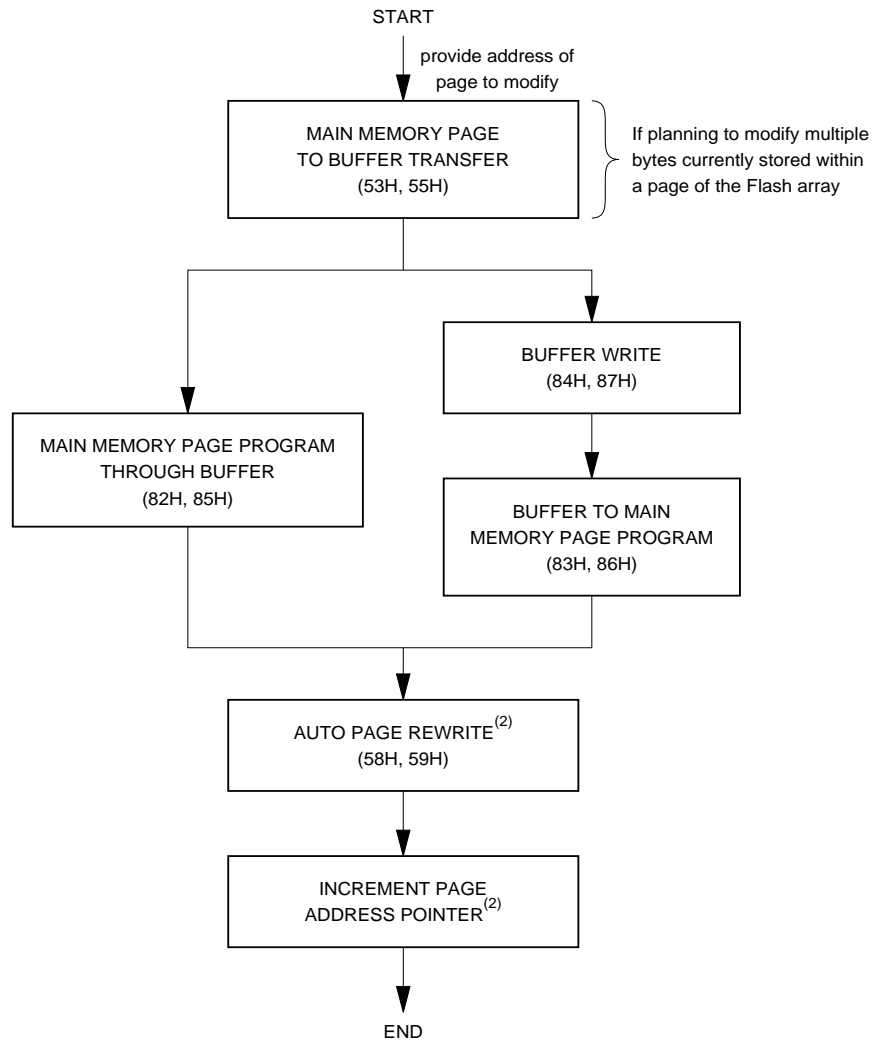 START
provide address of
page to modify
MAIN MEMORY PAGE
TO BUFFER TRANSFER
(53H, 55H)
If planning to modify multiple
bytes currently stored within
a page of the Flash array
BUFFER WRITE
(84H, 87H)
MAIN MEMORY PAGE PROGRAM
THROUGH BUFFER
(82H, 85H)
BUFFER TO MAIN
MEMORY PAGE PROGRAM
(83H, 86H)
AUTO PAGE REWRITE(2)
(58H, 59H)
INCREMENT PAGE
ADDRESS POINTER(2)
END